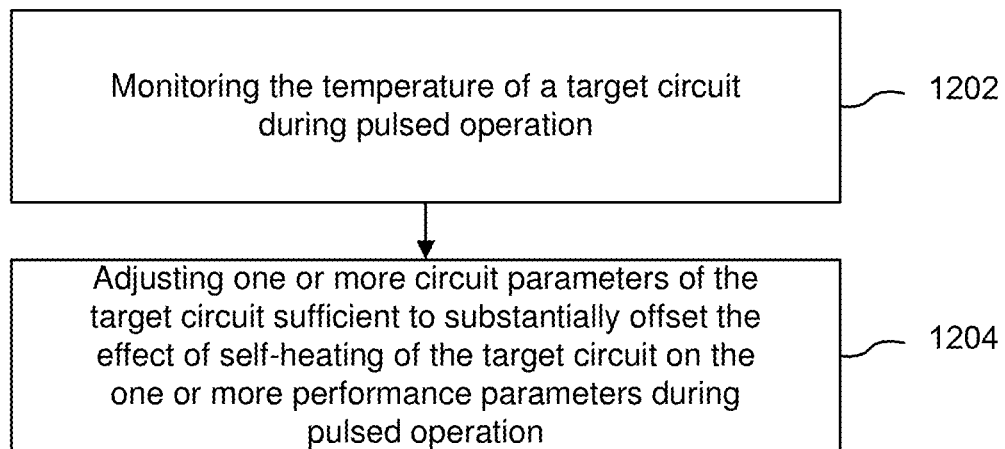 Monitoring the temperature of a target circuit
during pulsed operation
1202
Adjusting one or more circuit parameters of the
target circuit sufficient to substantially offset the
effect of self-heating of the target circuit on the
one or more performance parameters during
pulsed operation
1204